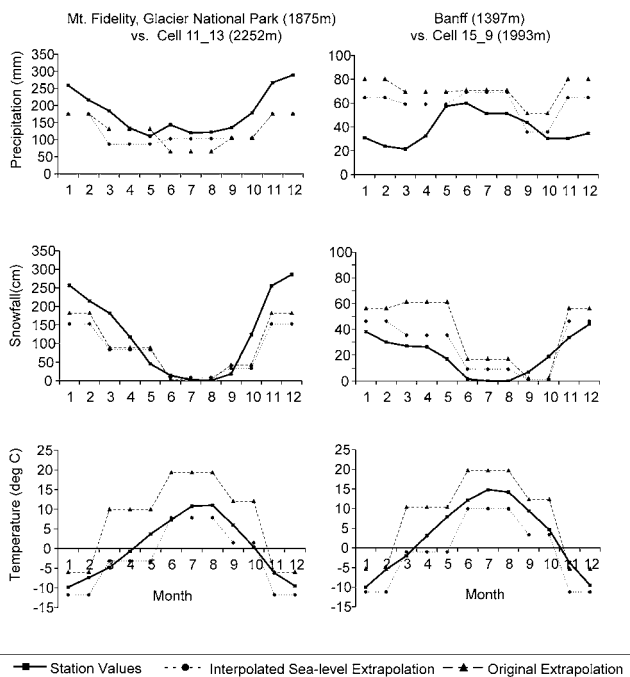 Mt. Fidelity, Glacier National Park (1875m)
vs. Cell 11_13 (2252m)
Banff (1397m)
vs. Cell 15_9 (1993m)
Precipitation (mm)
350
300
250
200
150
100
50
0
1 2 3 4 5 6 7 8 9 10 11 12
100
80
60
40
20
0
1 2 3 4 5 6 7 8 9 10 11 12
Snowfall(cm)
350
300
250
200
150
100
50
0
1 2 3 4 5 6 7 8 9 10 11 12
100
80
60
40
20
0
1 2 3 4 5 6 7 8 9 10 11 12
Temperature (deg C)
25
20
15
10
5
0
-5
-10
-15
1 2 3 4 5 6 7 8 9 10 11 12
Month
25
20
15
10
5
0
-5
-10
-15
1 2 3 4 5 6 7 8 9 10 11 12
Month
Station Values
Interpolated Sea-level Extrapolation
Original Extrapolation